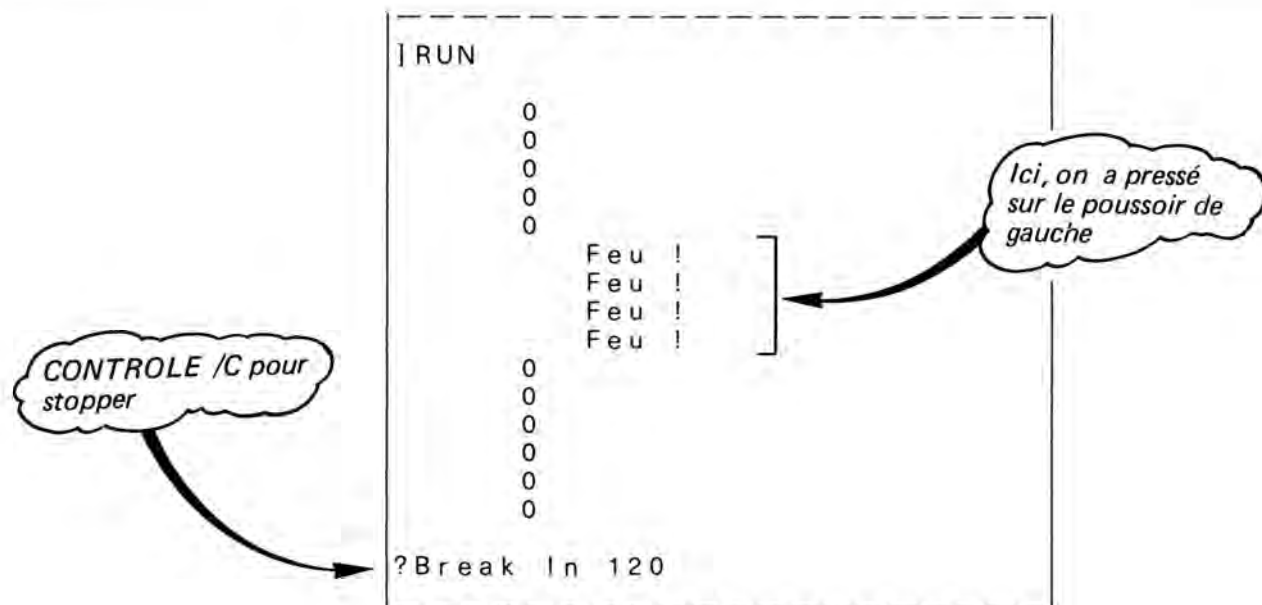 ]RUN
0
0
0
0
0
Feu !
Feu !
Feu !
Feu !
0
0
0
0
0
0
?Break In 120
Ici, on a pressé
sur le poussoir de
gauche
CONTROLE /C pour
stopper